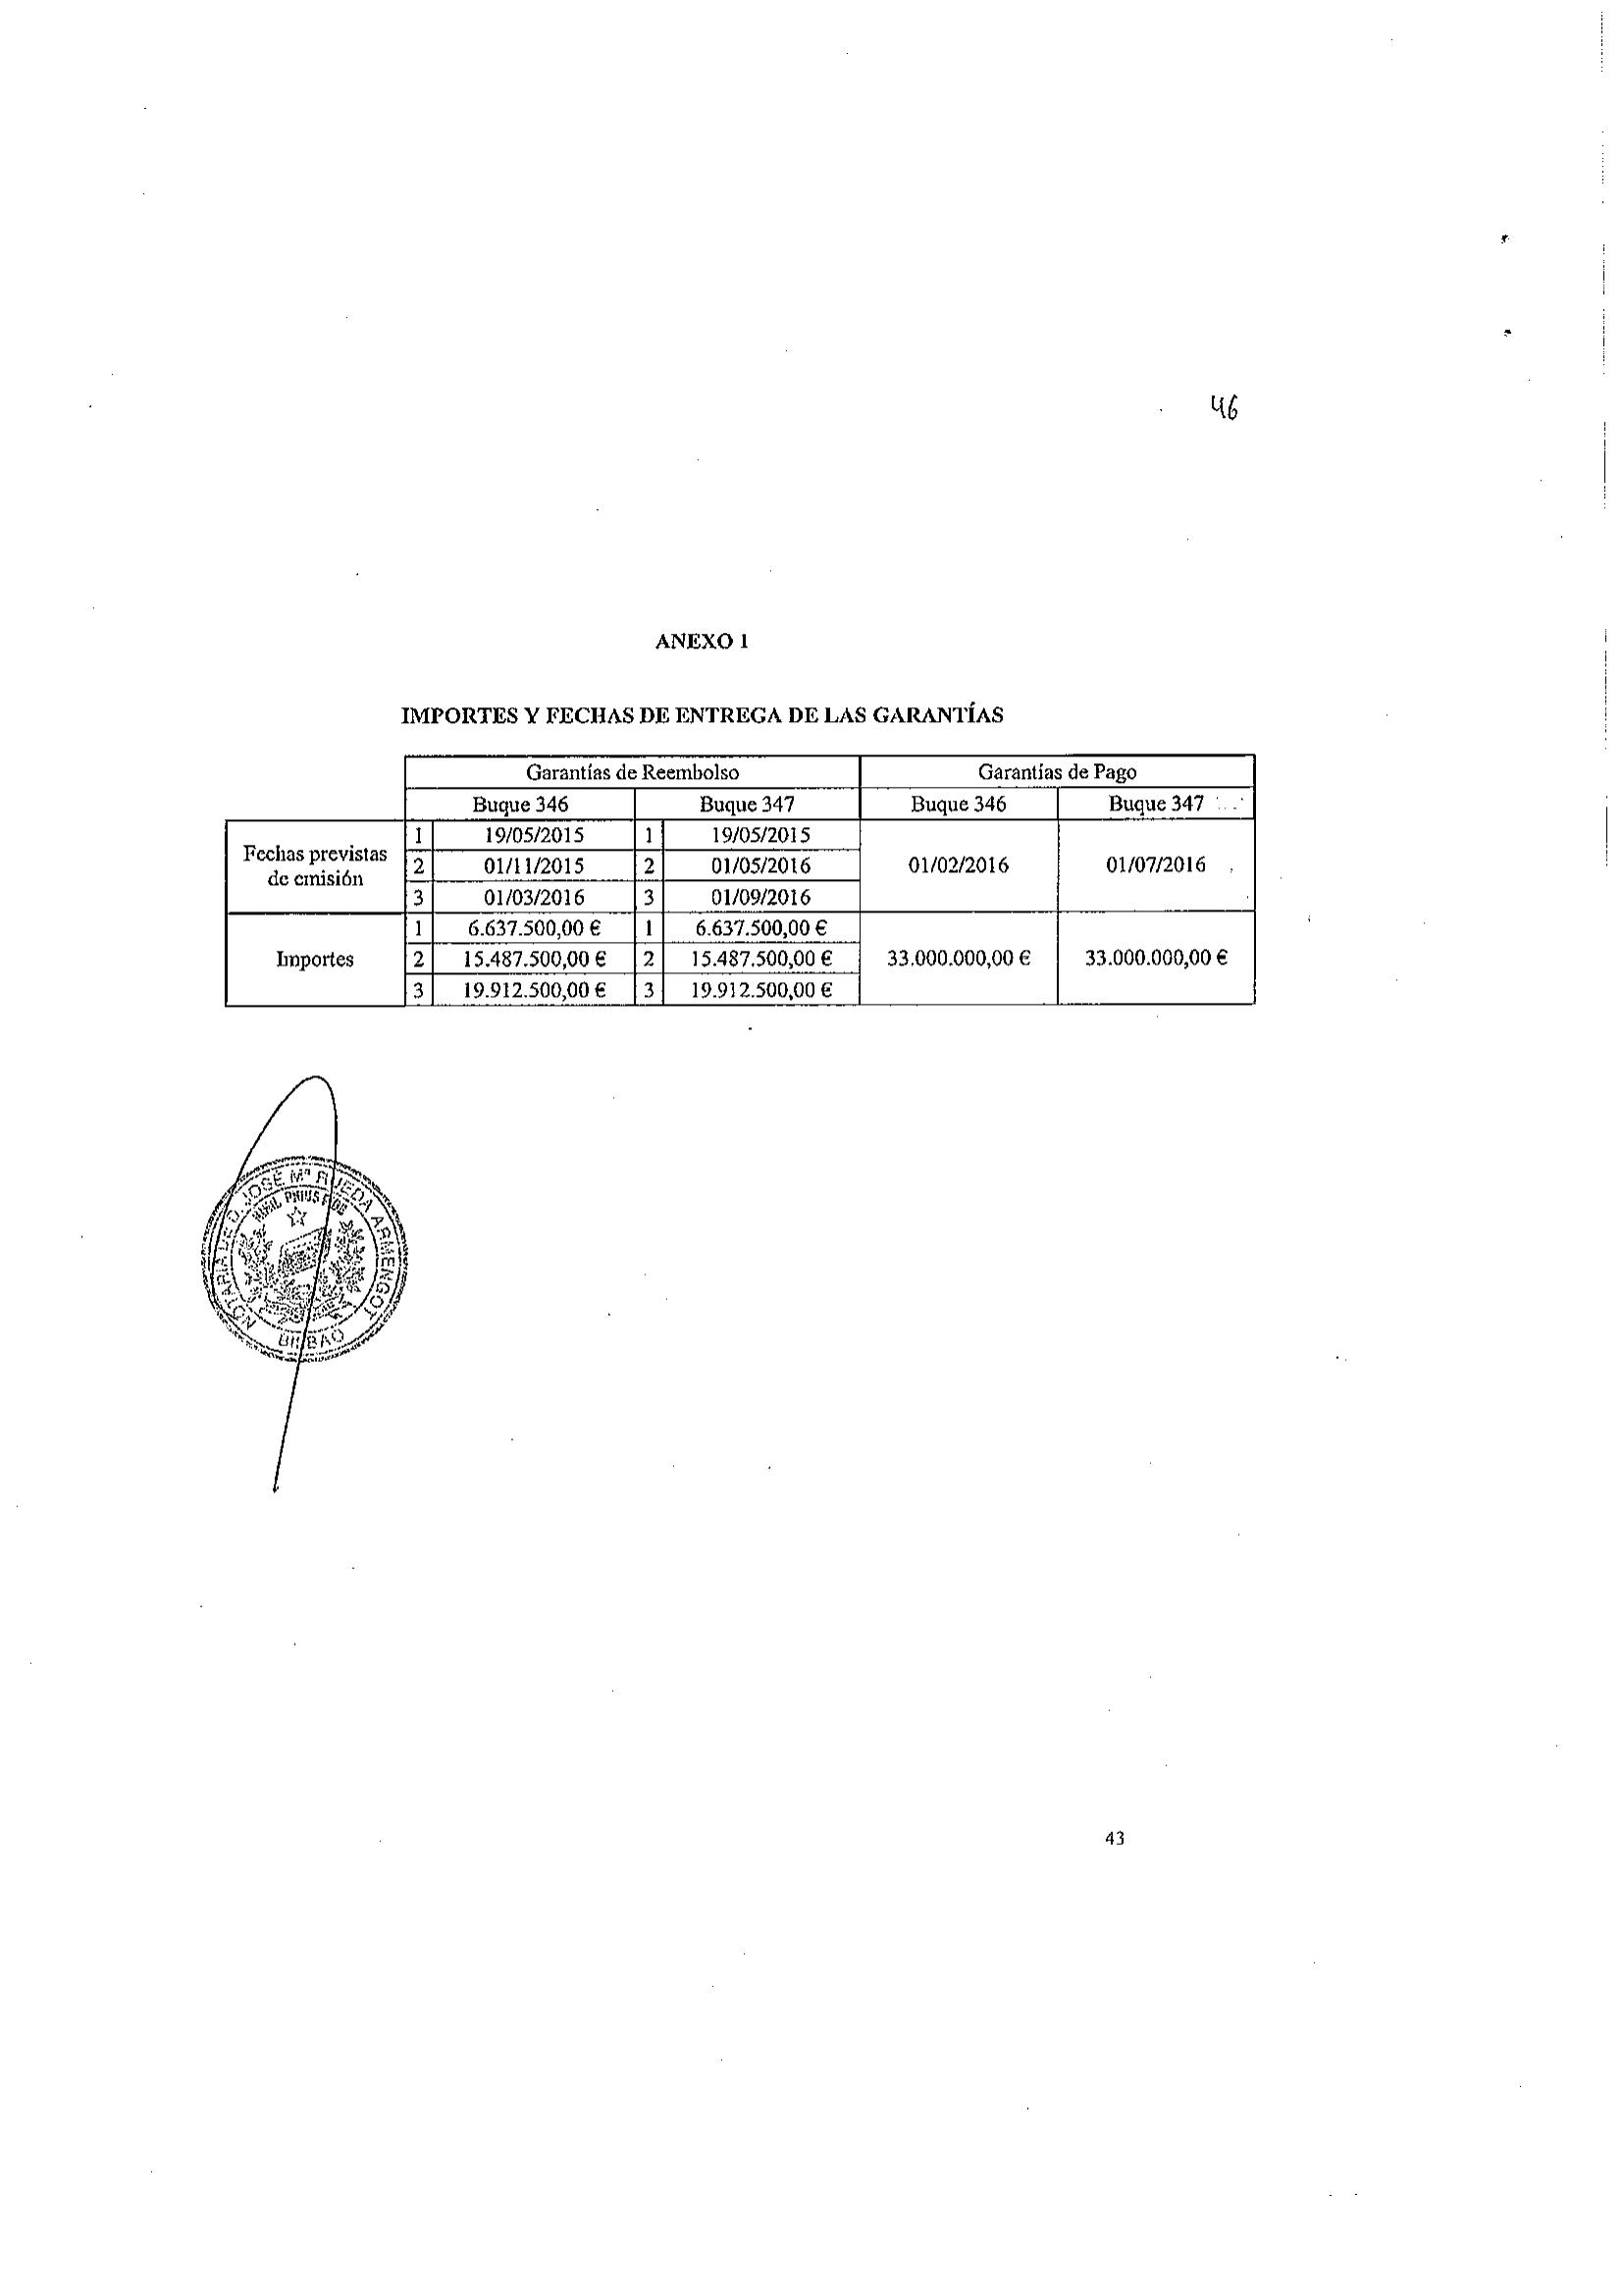 46
ANEXO 1
IMPORTES Y FECHAS DE ENTREGA DE LAS GARANTÍAS
Garantías de Reembolso Garantías de Pago
Buque 346 Buque 347 Buque 346 Buque 347
Fechas previstas de emisión
1 19/05/2015 1 19/05/2015 01/02/2016 01/07/2016
2 01/11/2015 2 01/05/2016
3 01/03/2016 3 01/09/2016
Importes
1 6.637.500,00 € 1 6.637.500,00 € 33.000.000,00 € 33.000.000,00 €
2 15.487.500,00 € 2 15.487.500,00 €
3 19.912.500,00 € 3 19.912.500,00 €
NOTARIA DE D. JOSÉ Mª RUEDA ARMENGOT
NIHIL PRIUS FIDE
BILBAO
43